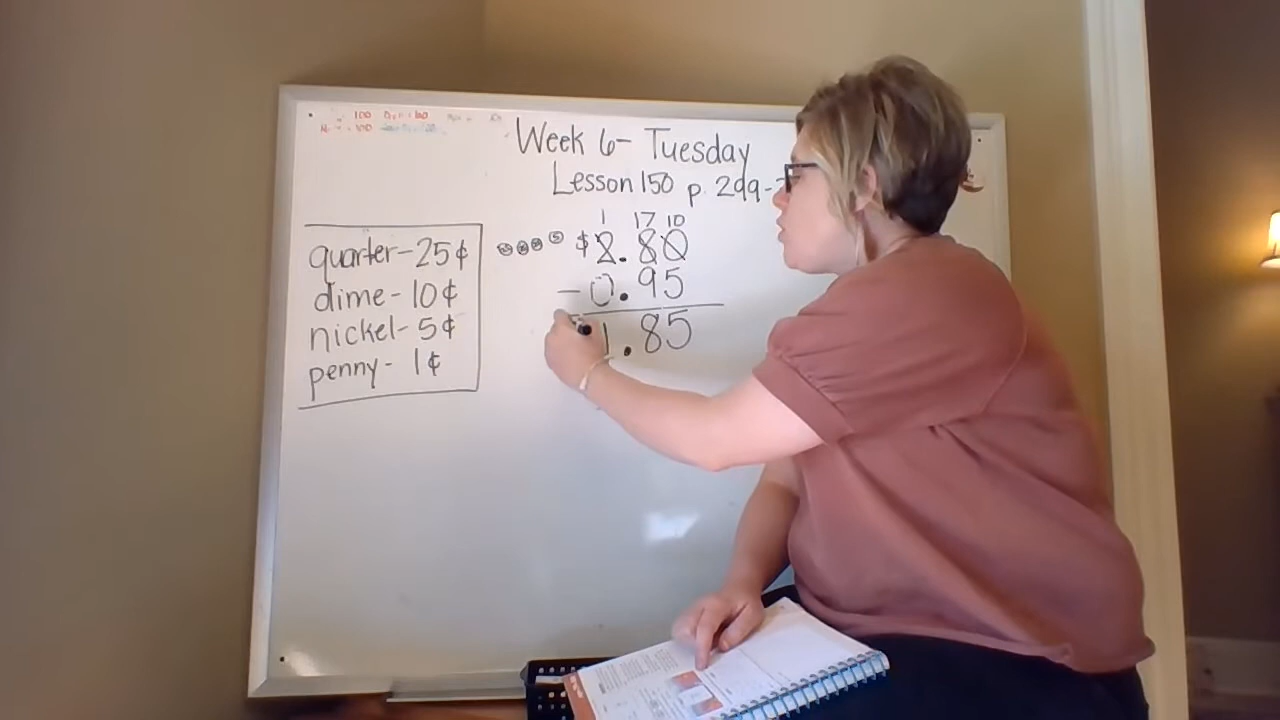 Week 6- Tuesday
Lesson 150 p. 299-
quarter-25¢
dime-10¢
nickel-5¢
penny-1¢
1 17 10
$2.80
-0.95
1.85